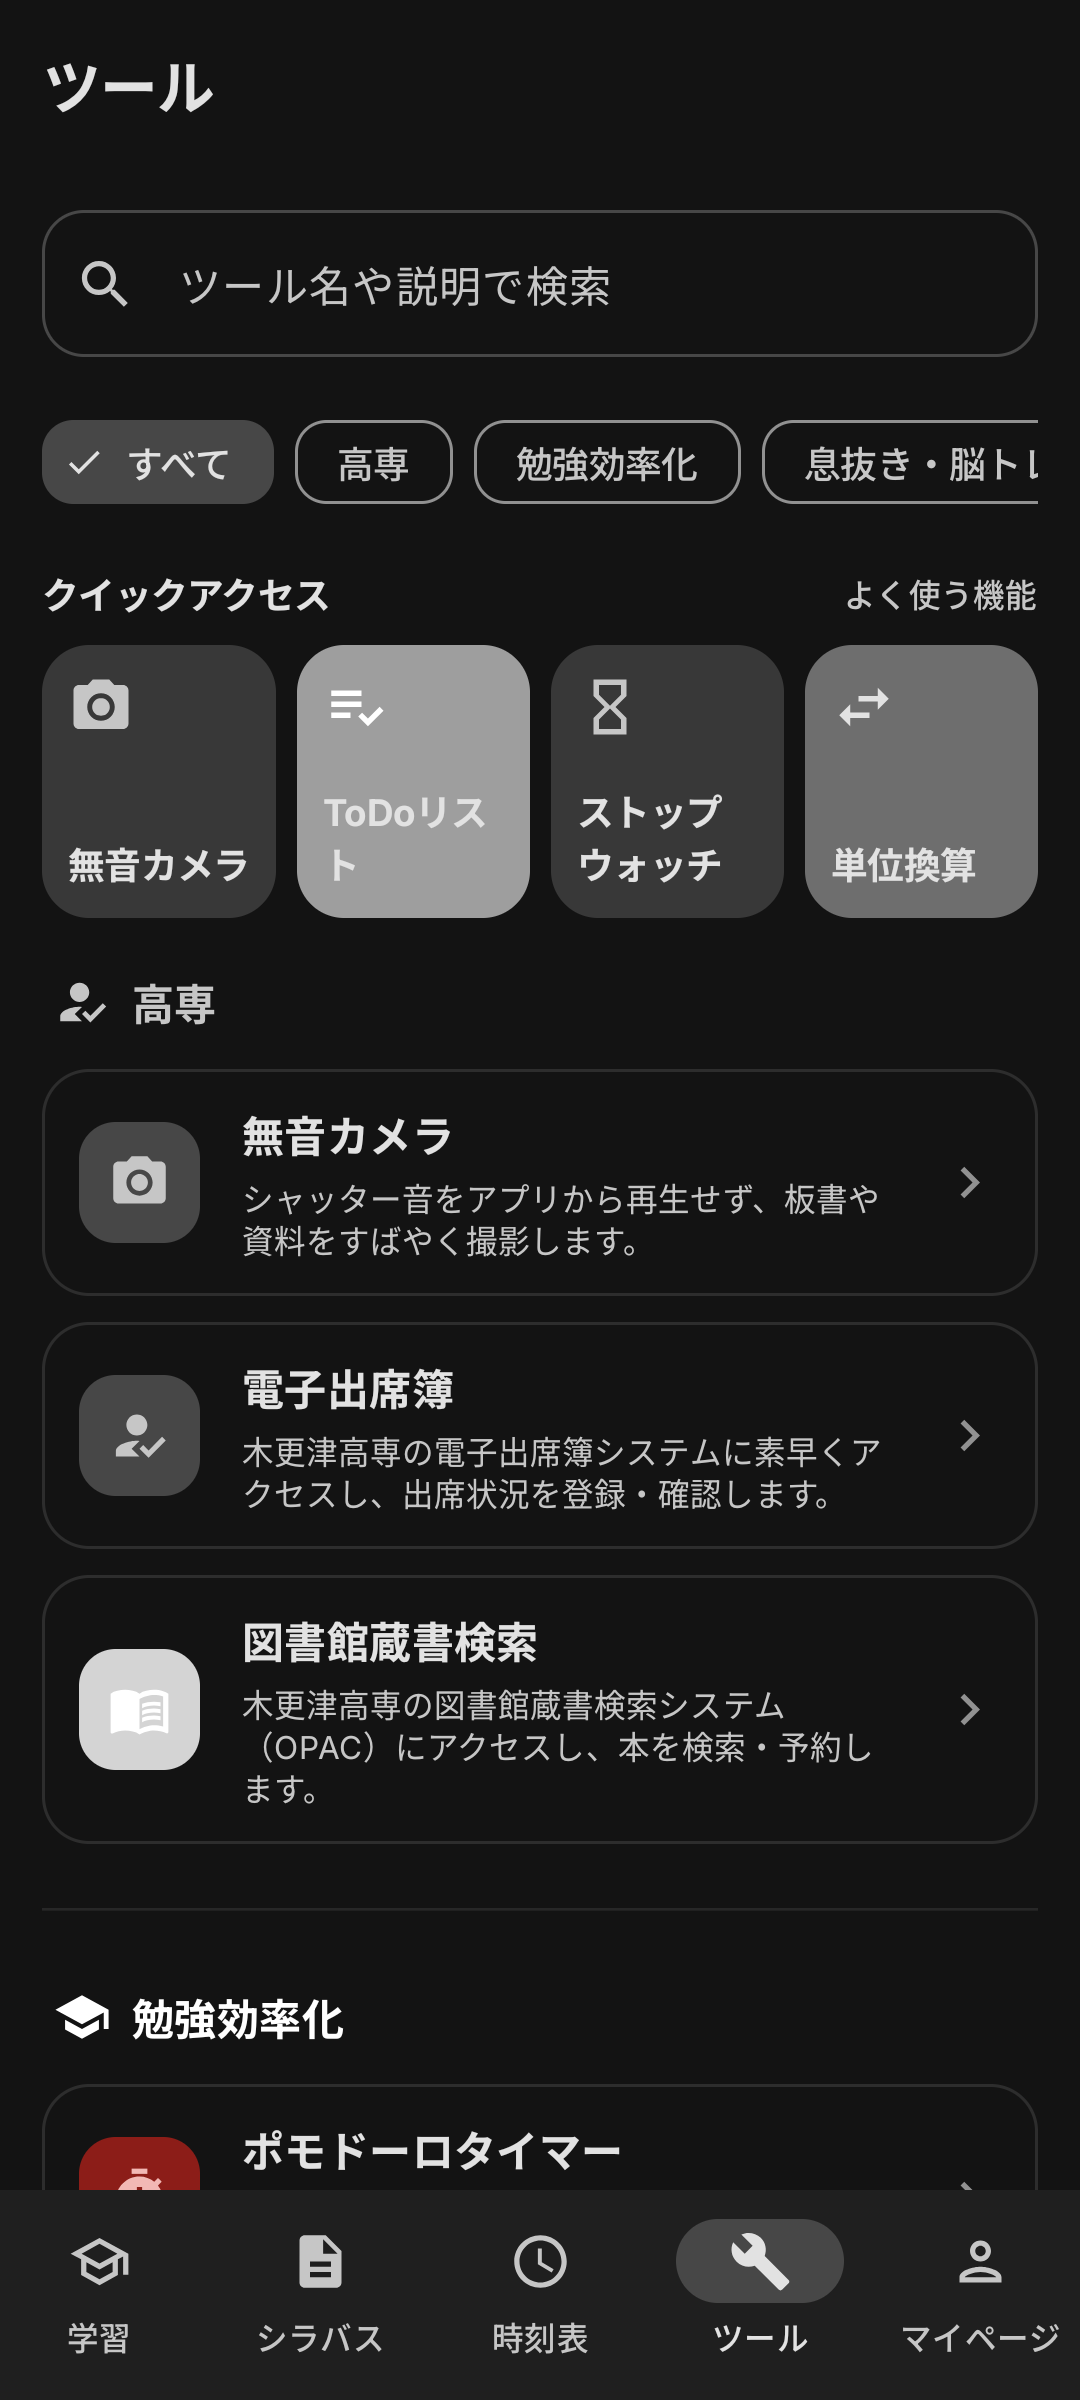 ツール
ツール名や説明で検索
すべて
高専
勉強効率化
息抜き・脳トレ
クイックアクセス
よく使う機能
無音カメラ
ToDoリス
ト
ストップ
ウォッチ
単位換算
高専
無音カメラ
シャッター音をアプリから再生せず、板書や
資料をすばやく撮影します。
電子出席簿
木更津高専の電子出席簿システムに素早くア
クセスし、出席状況を登録・確認します。
図書館蔵書検索
木更津高専の図書館蔵書検索システム
（OPAC）にアクセスし、本を検索・予約し
ます。
勉強効率化
ポモドーロタイマー
学習
シラバス
時刻表
ツール
マイページ